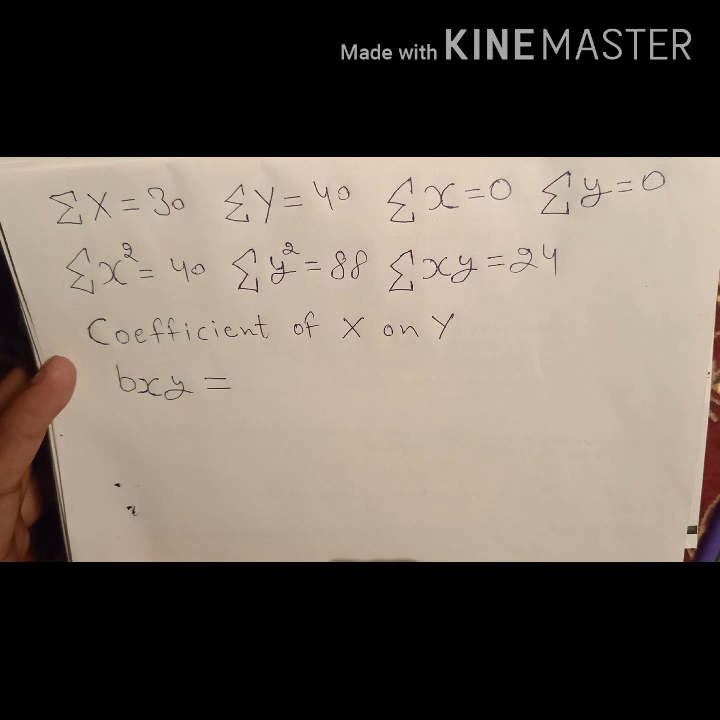 Made with KINEMASTER
ΣX = 30 ΣY = 40 Σx = 0 Σy = 0
Σx² = 40 Σy² = 88 Σxy = 24
Coefficient of X on Y
bxy =